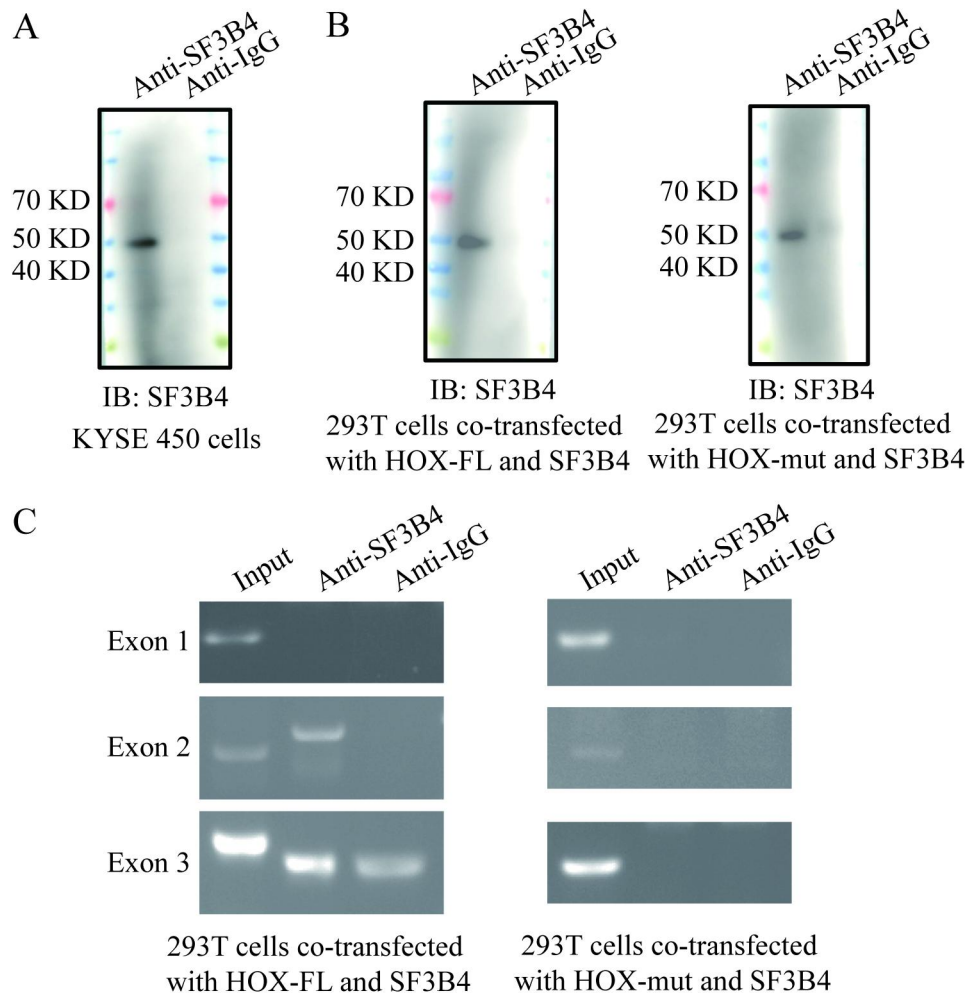 A
Anti-SF3B4
Anti-IgG
70 KD
50 KD
40 KD
IB: SF3B4
KYSE 450 cells
B
Anti-SF3B4
Anti-IgG
70 KD
50 KD
40 KD
IB: SF3B4
293T cells co-transfected
with HOX-FL and SF3B4
Anti-SF3B4
Anti-IgG
70 KD
50 KD
40 KD
IB: SF3B4
293T cells co-transfected
with HOX-mut and SF3B4
C
Input
Anti-SF3B4
Anti-IgG
Exon 1
Exon 2
Exon 3
293T cells co-transfected
with HOX-FL and SF3B4
Input
Anti-SF3B4
Anti-IgG
293T cells co-transfected
with HOX-mut and SF3B4